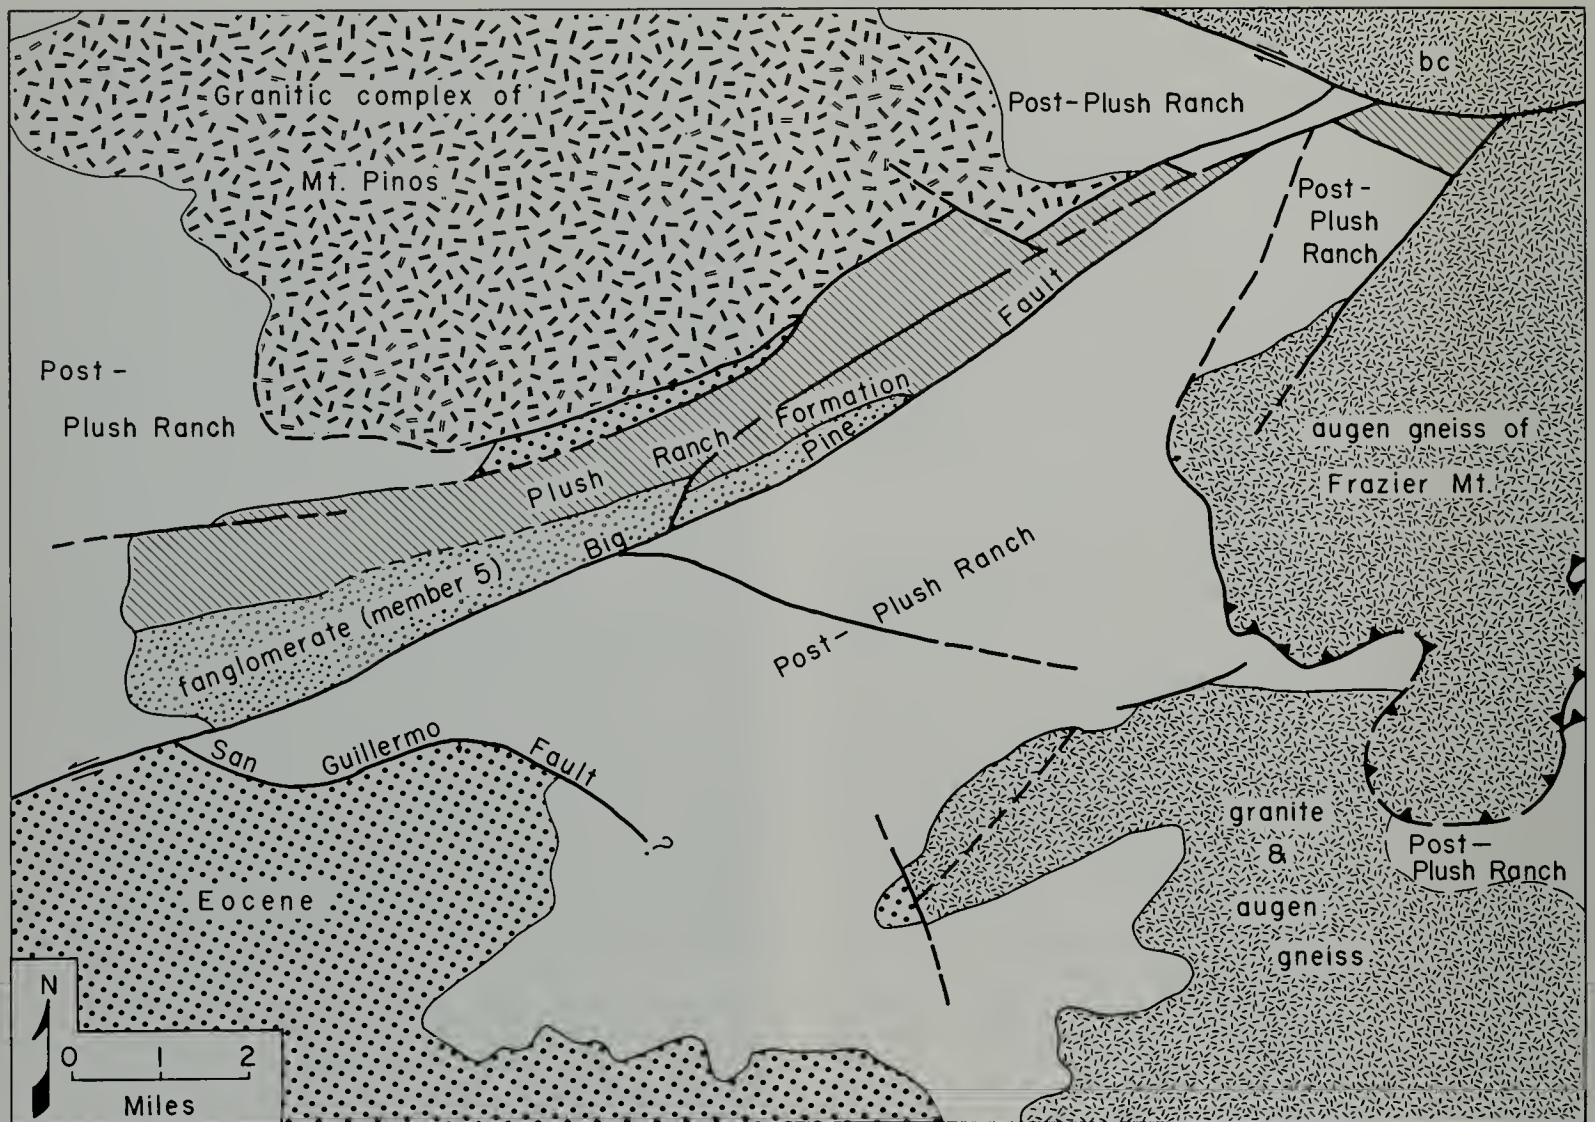 bc
Granitic complex of
Post-Plush Ranch
Mt. Pinos
Post-
Plush
Ranch
Post-
Plush Ranch
Big Pine Fault
Plush Ranch Formation
augen gneiss of
Frazier Mt.
fanglomerate (member 5)
Post- Plush Ranch
San Guillermo Fault
?
granite
&
augen
gneiss
Post-
Plush Ranch
Eocene
N
0 1 2
Miles